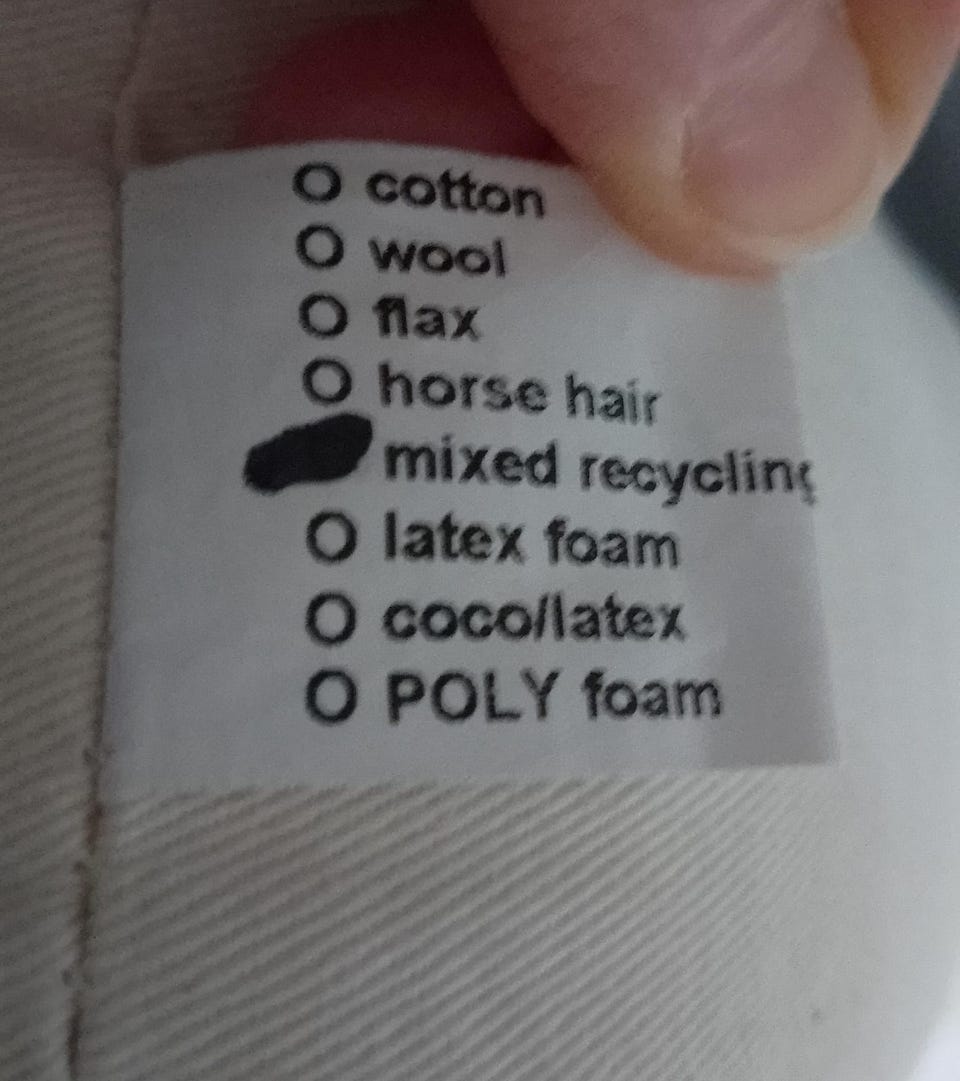 O cotton
O wool
O flax
O horse hair
mixed recycling
O latex foam
O coco/latex
O POLY foam